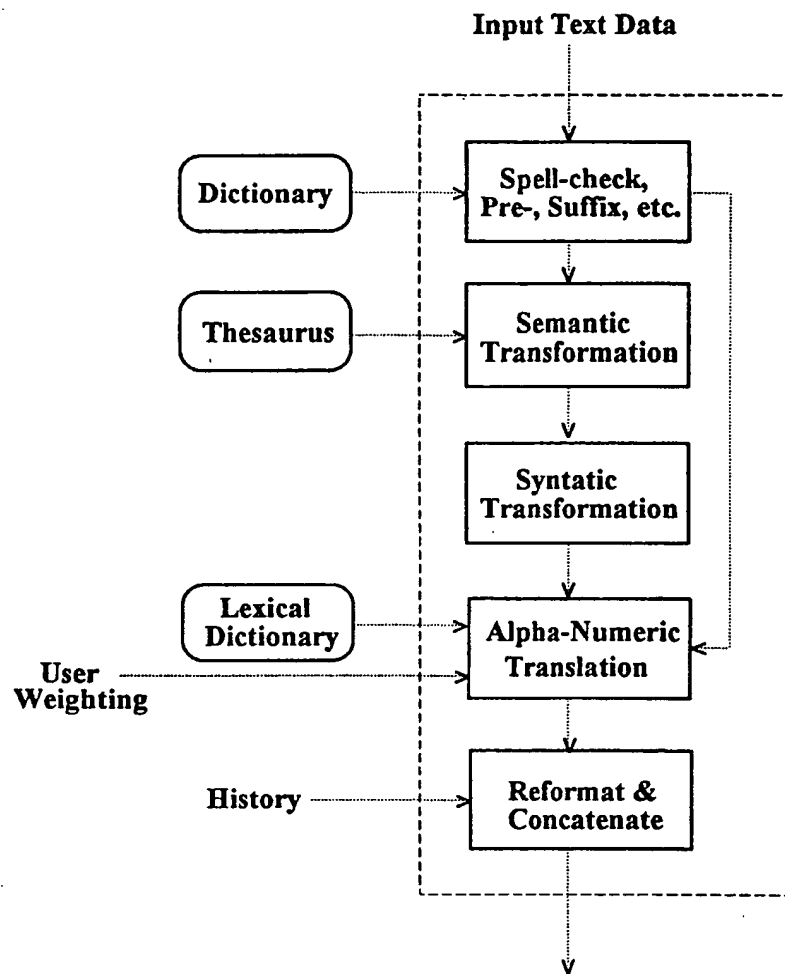 Input Text Data
Dictionary
Spell-check,
Pre-, Suffix, etc.
Thesaurus
Semantic
Transformation
Syntatic
Transformation
Lexical
Dictionary
Alpha-Numeric
Translation
User
Weighting
History
Reformat &
Concatenate